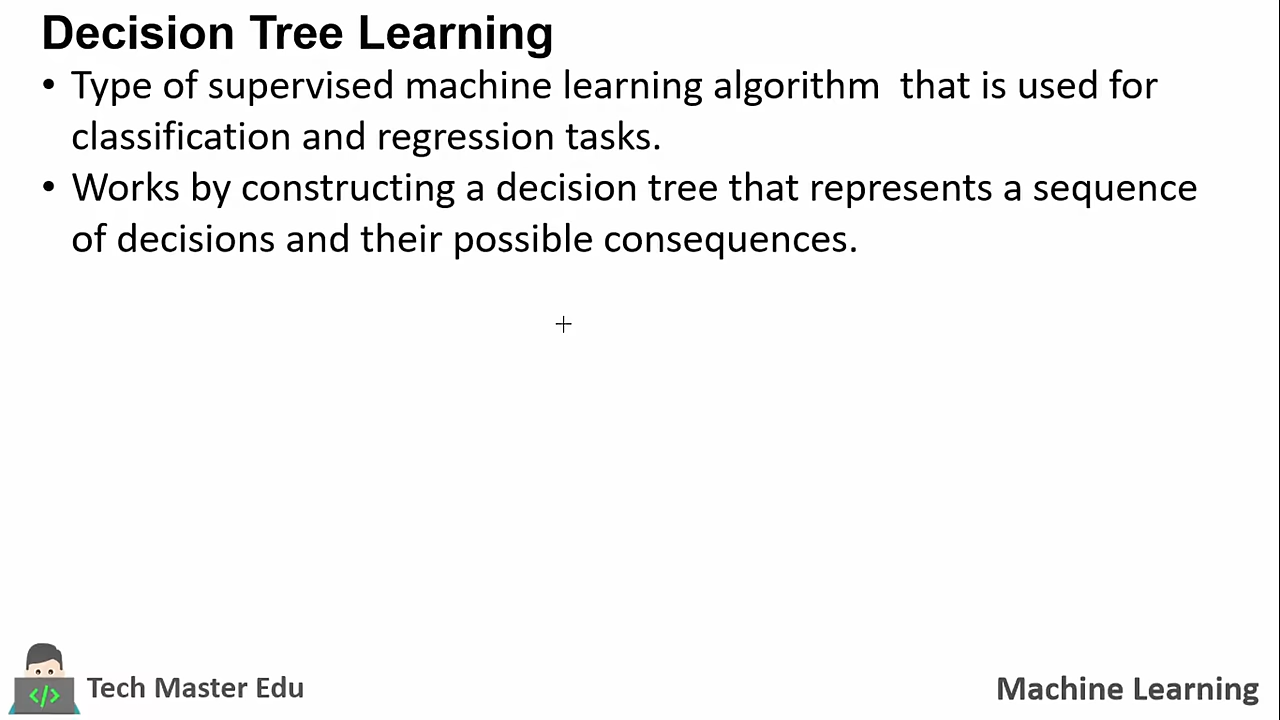 Decision Tree Learning
• Type of supervised machine learning algorithm  that is used for
classification and regression tasks.
• Works by constructing a decision tree that represents a sequence
of decisions and their possible consequences.
</>
Tech Master Edu
Machine Learning